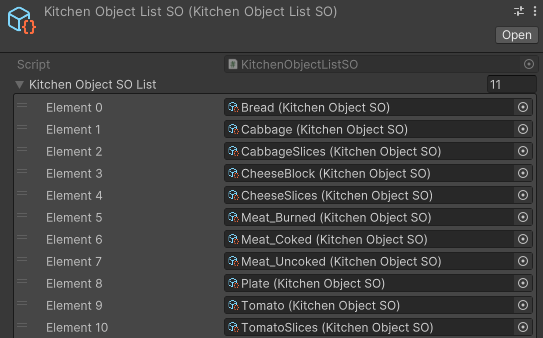 Kitchen Object List SO (Kitchen Object List SO)
Open
Script KitchenObjectListSO
Kitchen Object SO List 11
Element 0 Bread (Kitchen Object SO)
Element 1 Cabbage (Kitchen Object SO)
Element 2 CabbageSlices (Kitchen Object SO)
Element 3 CheeseBlock (Kitchen Object SO)
Element 4 CheeseSlices (Kitchen Object SO)
Element 5 Meat_Burned (Kitchen Object SO)
Element 6 Meat_Coked (Kitchen Object SO)
Element 7 Meat_Uncoked (Kitchen Object SO)
Element 8 Plate (Kitchen Object SO)
Element 9 Tomato (Kitchen Object SO)
Element 10 TomatoSlices (Kitchen Object SO)